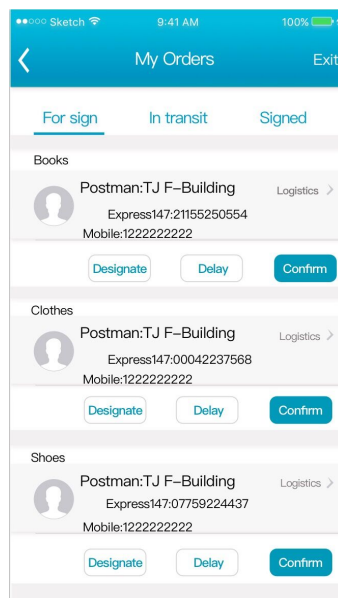 Sketch 9:41 AM 100%
My Orders Exit
For sign In transit Signed
Books
Postman:TJ F-Building Logistics >
Express147:21155250554
Mobile:1222222222
Designate Delay Confirm
Clothes
Postman:TJ F-Building Logistics >
Express147:00042237568
Mobile:1222222222
Designate Delay Confirm
Shoes
Postman:TJ F-Building Logistics >
Express147:07759224437
Mobile:1222222222
Designate Delay Confirm